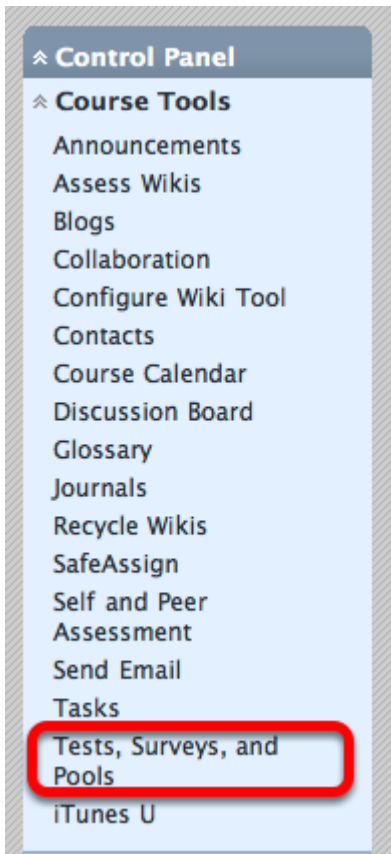 Control Panel
Course Tools
Announcements
Assess Wikis
Blogs
Collaboration
Configure Wiki Tool
Contacts
Course Calendar
Discussion Board
Glossary
Journals
Recycle Wikis
SafeAssign
Self and Peer
Assessment
Send Email
Tasks
Tests, Surveys, and
Pools
iTunes U